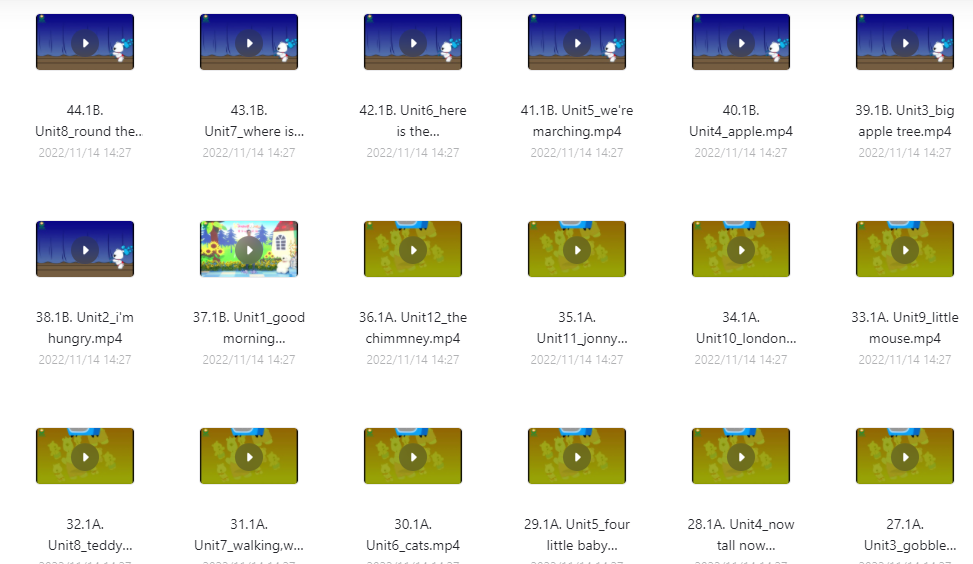 44.1B.
Unit8_round the..
2022/11/14 14:27
43.1B.
Unit7_where is...
2022/11/14 14:27
42.1B. Unit6_here
is the...
2022/11/14 14:27
41.1B. Unit5_we're
marching.mp4
2022/11/14 14:27
40.1B.
Unit4_apple.mp4
2022/11/14 14:27
39.1B. Unit3_big
apple tree.mp4
2022/11/14 14:27
38.1B. Unit2_i'm
hungry.mp4
2022/11/14 14:27
37.1B. Unit1_good
morning...
2022/11/14 14:27
36.1A. Unit12_the
chimmney.mp4
2022/11/14 14:27
35.1A.
Unit11_jonny...
2022/11/14 14:27
34.1A.
Unit10_london...
2022/11/14 14:27
33.1A. Unit9_little
mouse.mp4
2022/11/14 14:27
32.1A.
Unit8_teddy...
31.1A.
Unit7_walking,w...
30.1A.
Unit6_cats.mp4
29.1A. Unit5_four
little baby...
28.1A. Unit4_now
tall now...
27.1A.
Unit3_gobble...